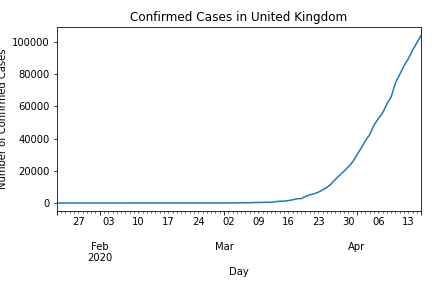 Confirmed Cases in United Kingdom
Number of Confirmed Cases
100000
80000
60000
40000
20000
0
27 03 10 17 24 02 09 16 23 30 06 13
Feb Mar Apr
2020
Day